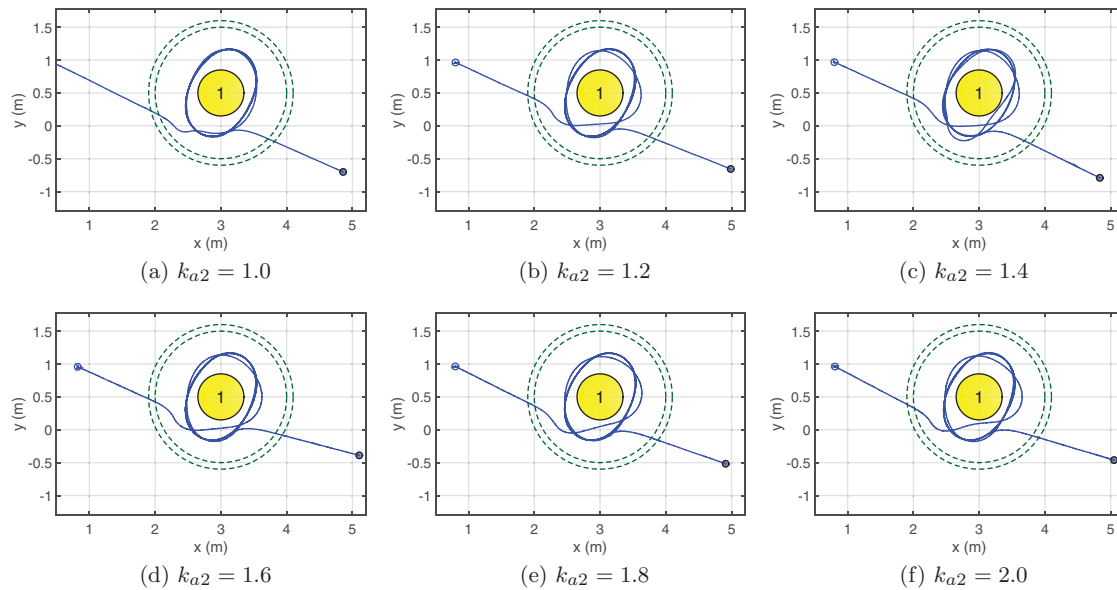 1.5
1
0.5
0
-0.5
-1
y (m)
1
1 2 3 4 5
x (m)
(a) k_{a2} = 1.0
1.5
1
0.5
0
-0.5
-1
y (m)
1
1 2 3 4 5
x (m)
(b) k_{a2} = 1.2
1.5
1
0.5
0
-0.5
-1
y (m)
1
1 2 3 4 5
x (m)
(c) k_{a2} = 1.4
1.5
1
0.5
0
-0.5
-1
y (m)
1
1 2 3 4 5
x (m)
(d) k_{a2} = 1.6
1.5
1
0.5
0
-0.5
-1
y (m)
1
1 2 3 4 5
x (m)
(e) k_{a2} = 1.8
1.5
1
0.5
0
-0.5
-1
y (m)
1
1 2 3 4 5
x (m)
(f) k_{a2} = 2.0